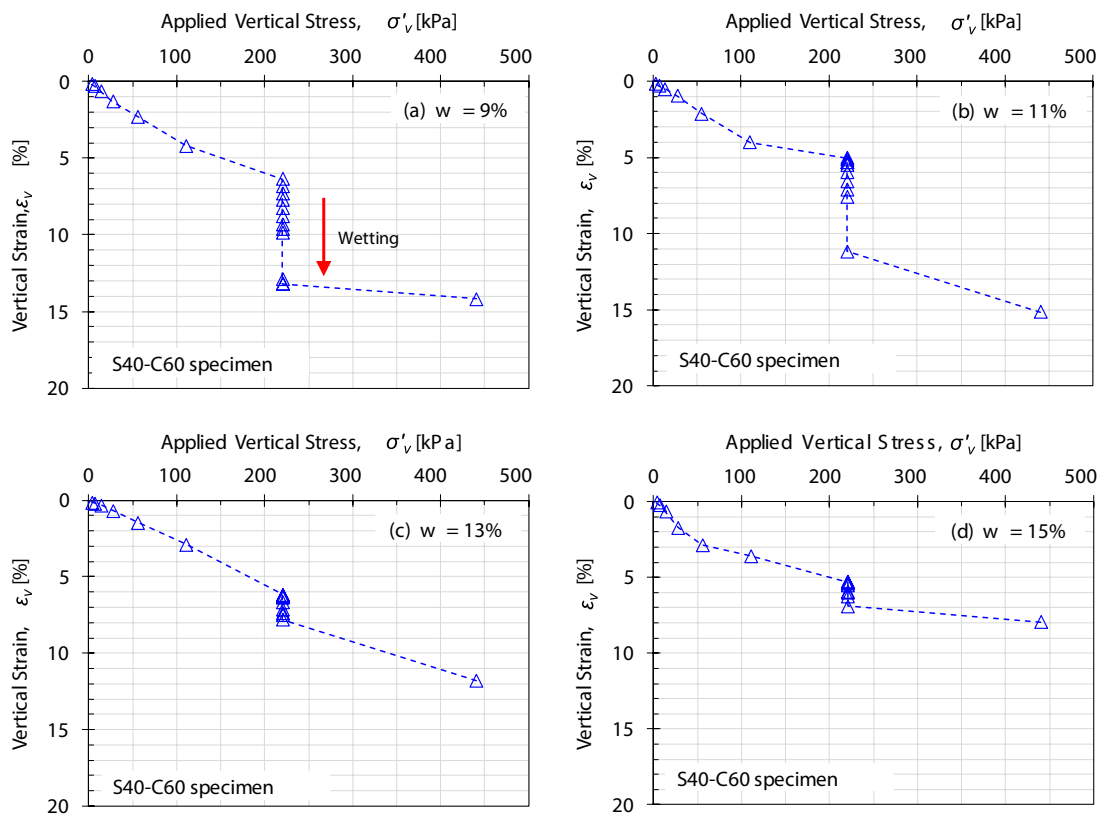 Applied Vertical Stress, σ'v [kPa]
0 100 200 300 400 500
0
5
10
15
20
Vertical Strain, εv [%]
(a) w = 9%
Wetting
S40-C60 specimen
Applied Vertical Stress, σ'v [kPa]
0 100 200 300 400 500
0
5
10
15
20
Vertical Strain, εv [%]
(b) w = 11%
S40-C60 specimen
Applied Vertical Stress, σ'v [kPa]
0 100 200 300 400 500
0
5
10
15
20
Vertical Strain, εv [%]
(c) w = 13%
S40-C60 specimen
Applied Vertical Stress, σ'v [kPa]
0 100 200 300 400 500
0
5
10
15
20
Vertical Strain, εv [%]
(d) w = 15%
S40-C60 specimen